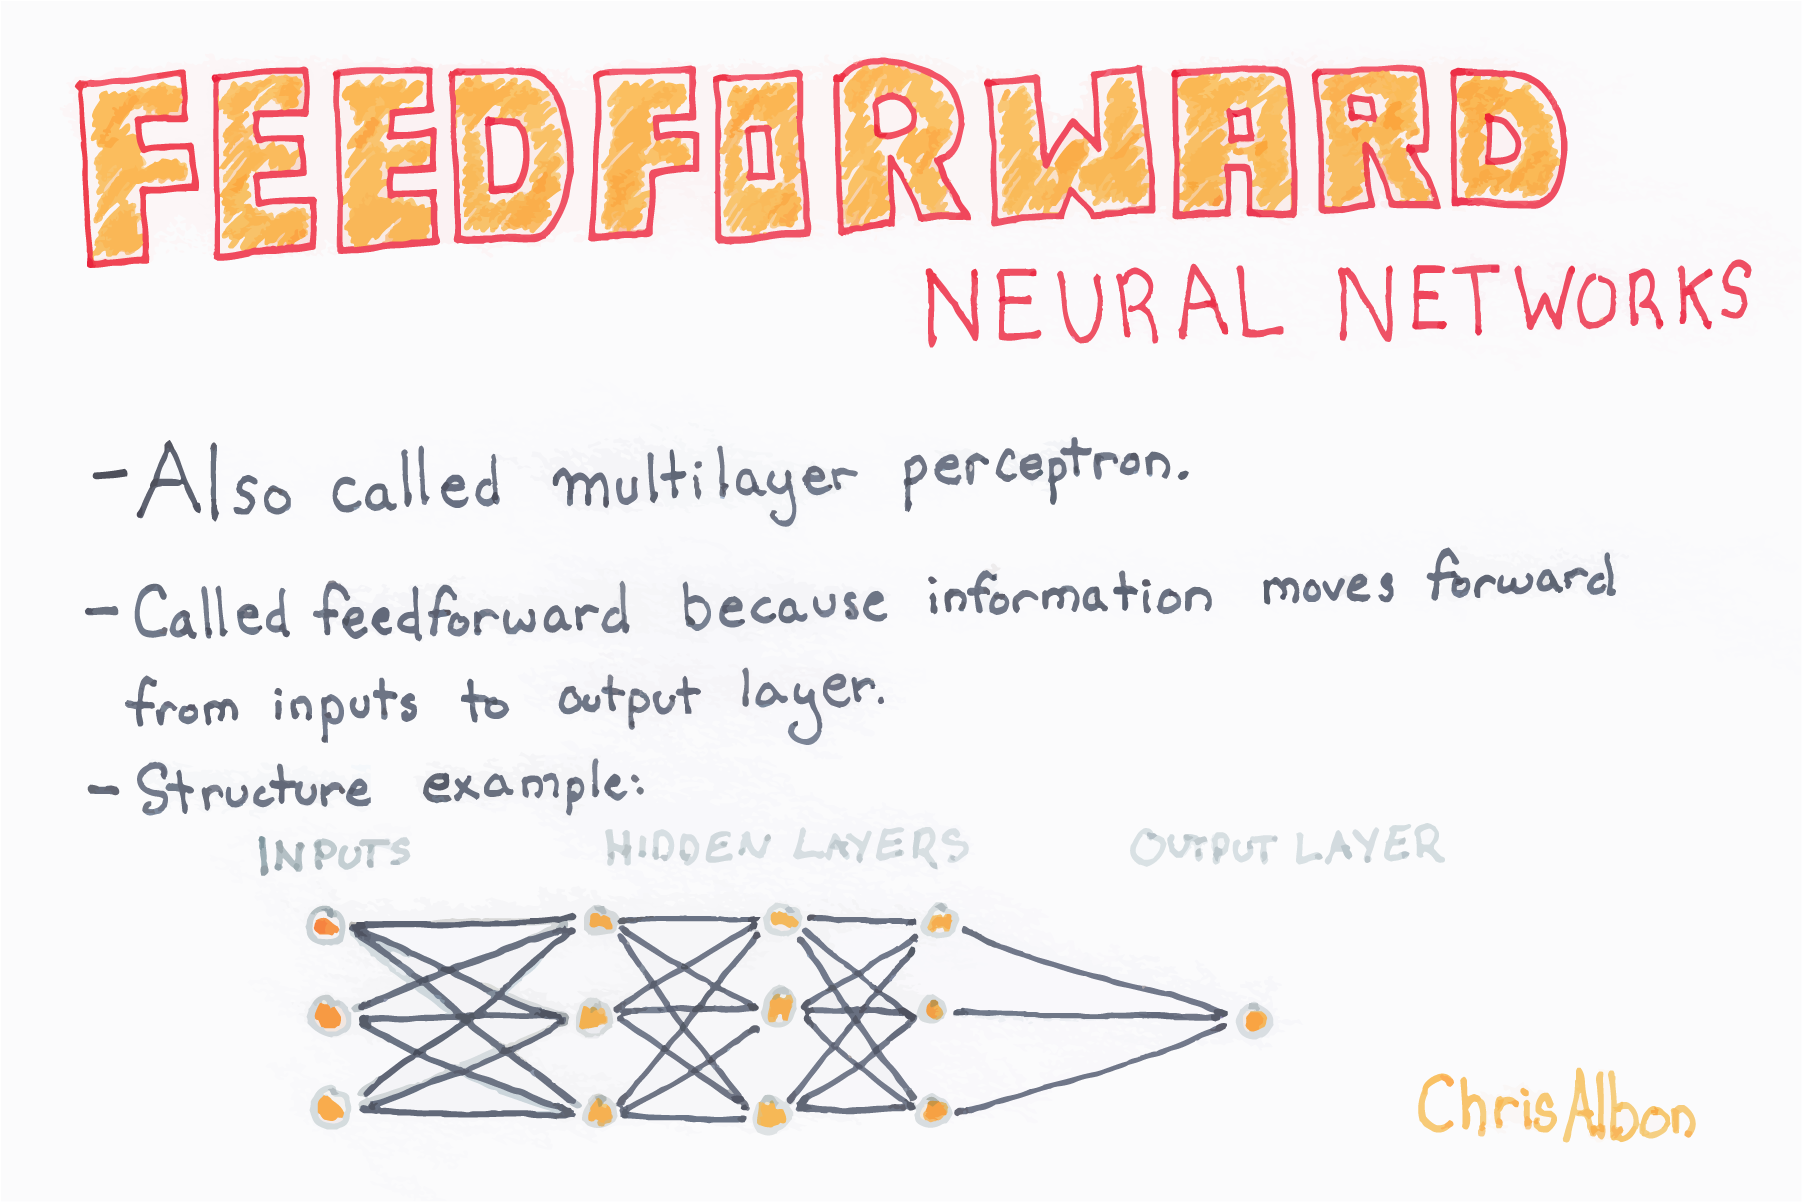 FEEDFORWARD
NEURAL NETWORKS
- Also called multilayer perceptron.
- Called feedforward because information moves forward
from inputs to output layer.
- Structure example:
INPUTS HIDDEN LAYERS OUTPUT LAYER
Chris Albon